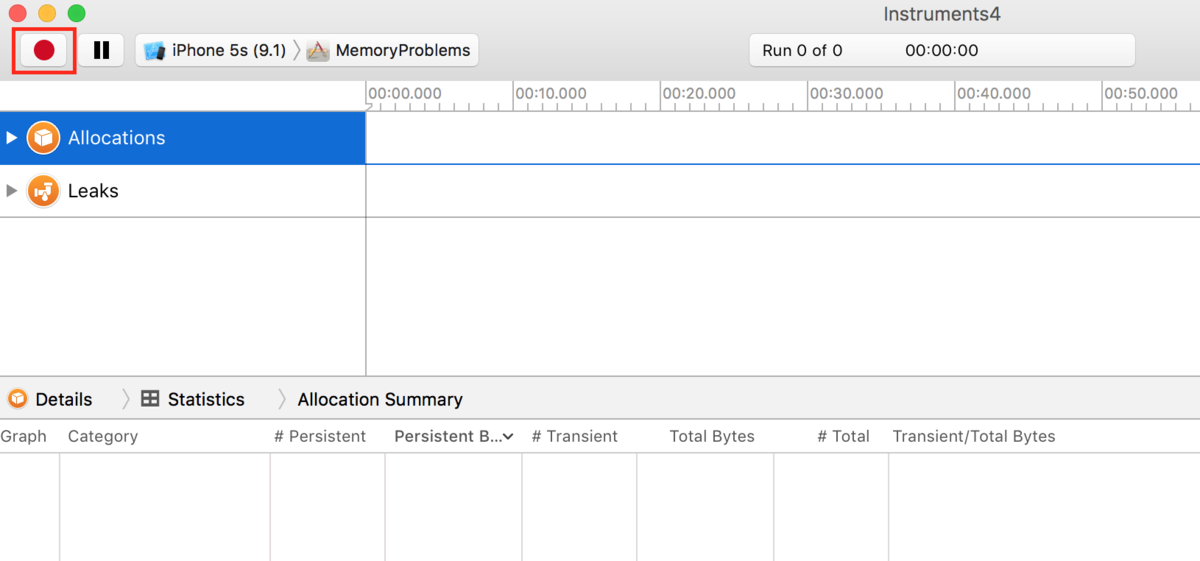 Instruments4
iPhone 5s (9.1) MemoryProblems Run 0 of 0 00:00:00
00:00.000 00:10.000 00:20.000 00:30.000 00:40.000 00:50.000
Allocations
Leaks
Details Statistics Allocation Summary
Graph Category # Persistent Persistent B... # Transient Total Bytes # Total Transient/Total Bytes